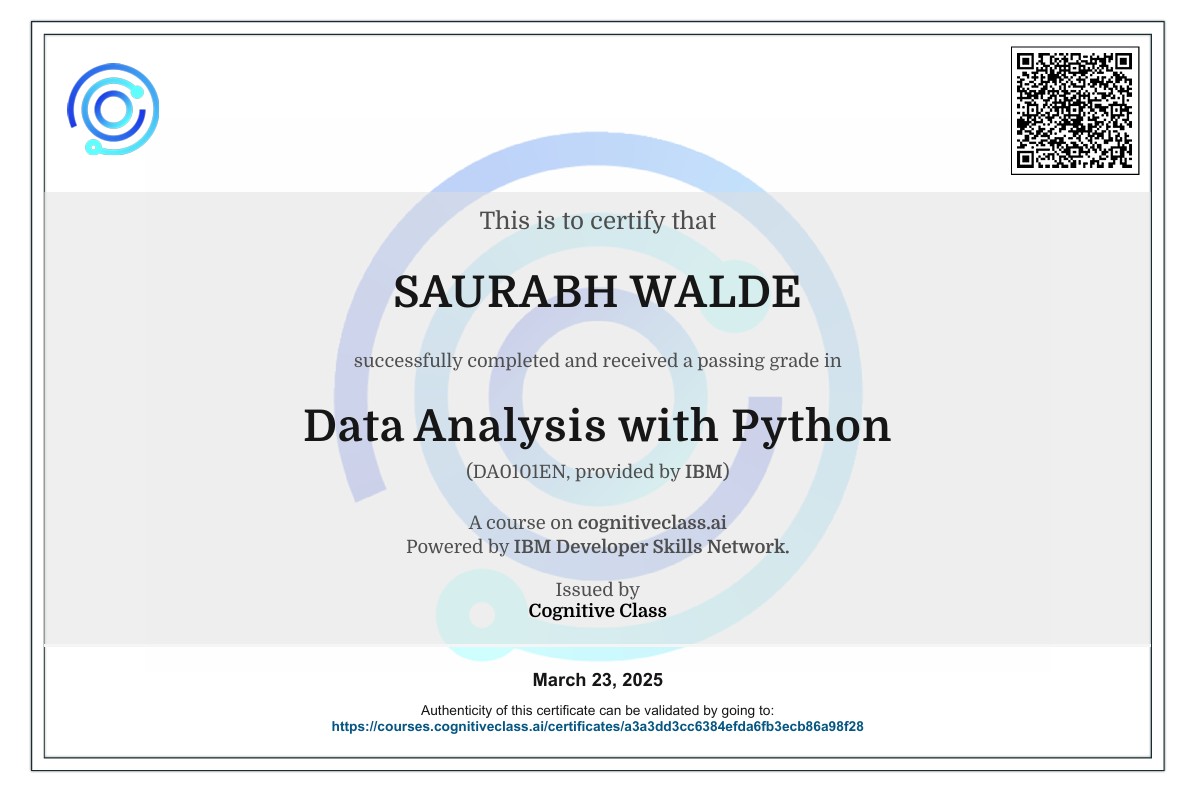 This is to certify that
SAURABH WALDE
successfully completed and received a passing grade in
Data Analysis with Python
(DA0101EN, provided by IBM)
A course on cognitiveclass.ai
Powered by IBM Developer Skills Network.
Issued by
Cognitive Class
March 23, 2025
Authenticity of this certificate can be validated by going to:
https://courses.cognitiveclass.ai/certificates/a3a3dd3cc6384efda6fb3ecb86a98f28